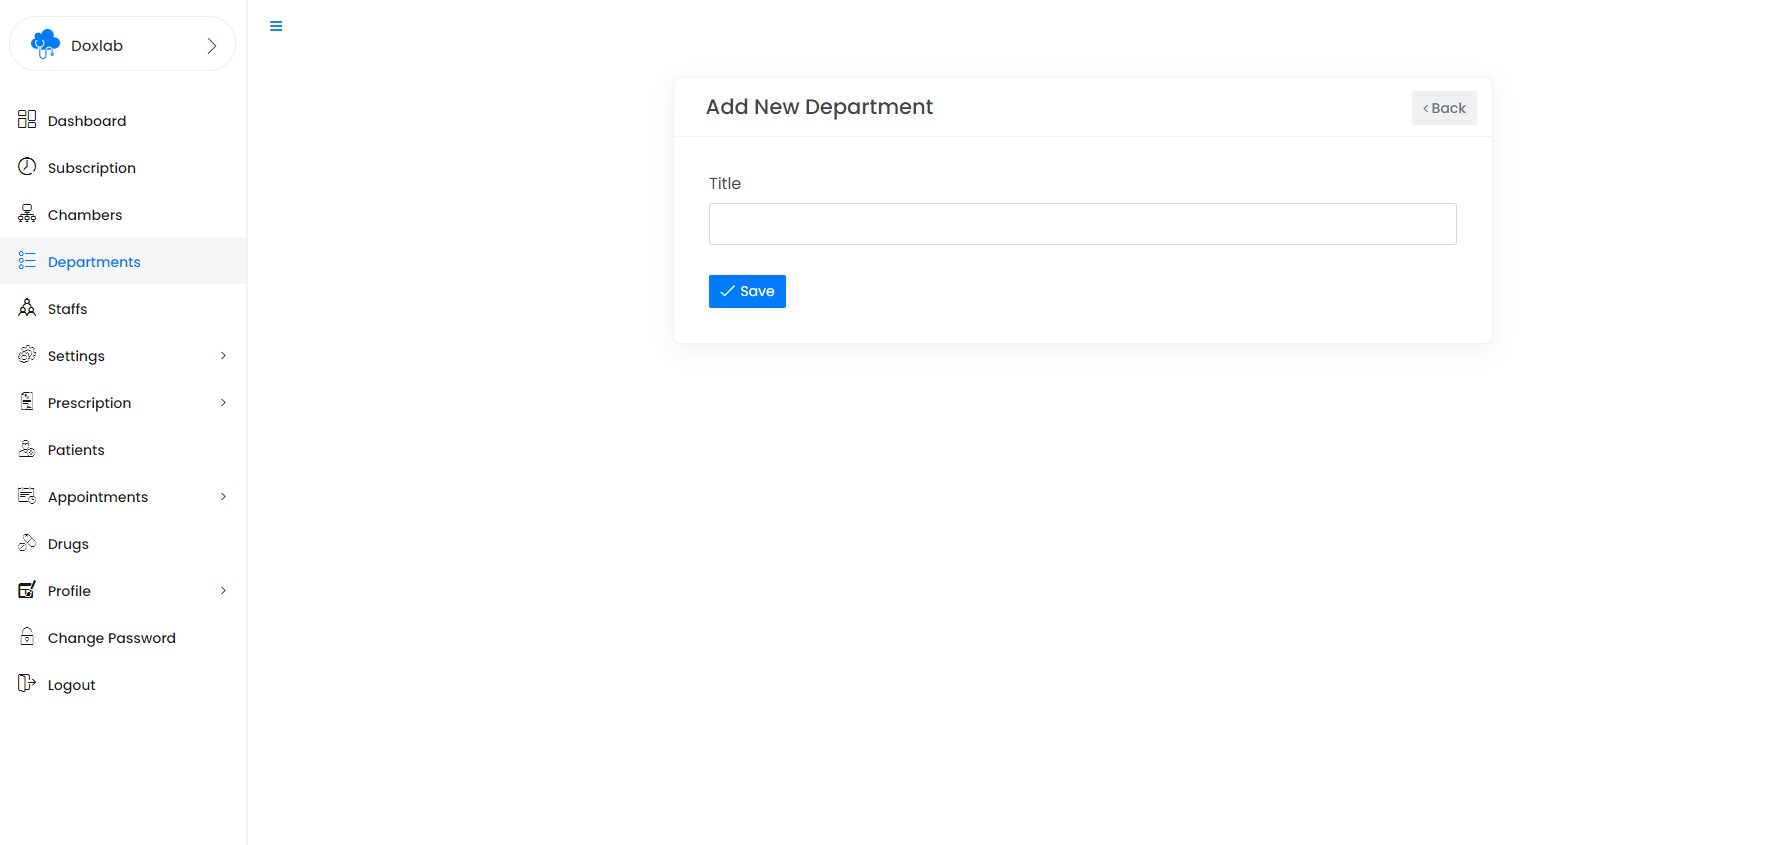 Doxlab
Dashboard
Subscription
Chambers
Departments
Staffs
Settings
Prescription
Patients
Appointments
Drugs
Profile
Change Password
Logout
Add New Department
Back
Title
Save